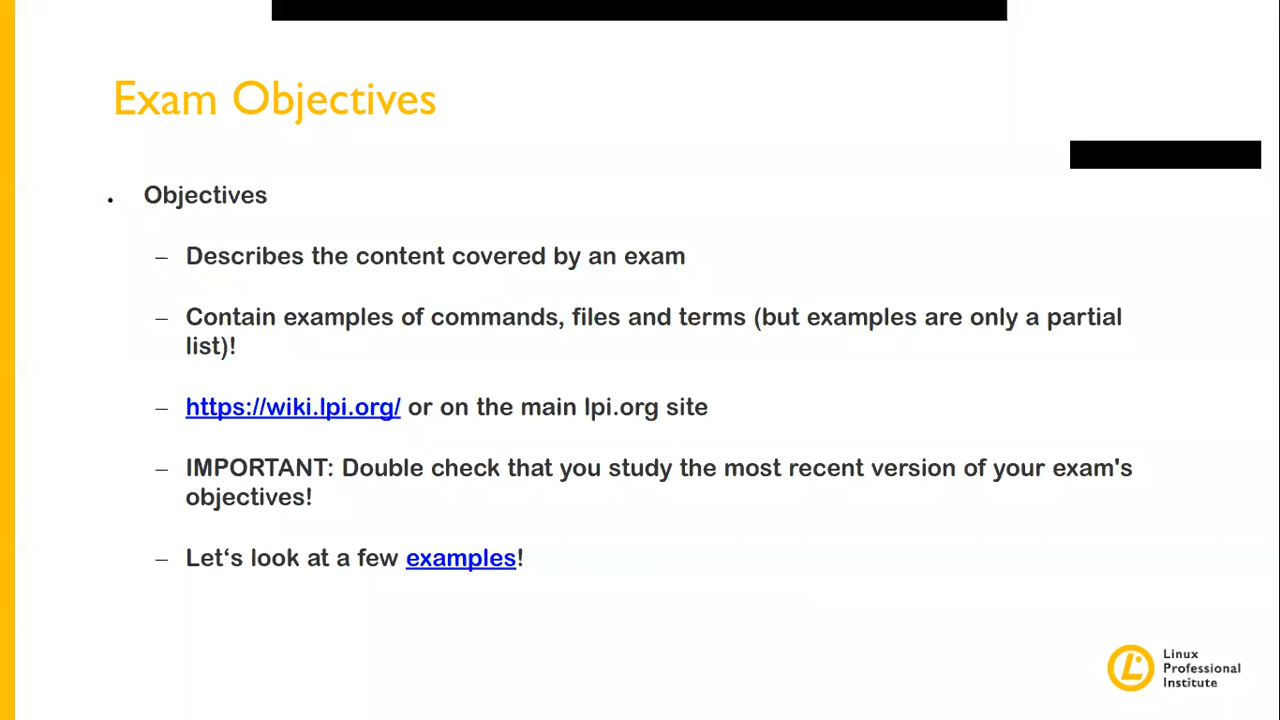 Exam Objectives
• Objectives
– Describes the content covered by an exam
– Contain examples of commands, files and terms (but examples are only a partial
list)!
– https://wiki.lpi.org/ or on the main lpi.org site
– IMPORTANT: Double check that you study the most recent version of your exam's
objectives!
– Let‘s look at a few examples!
Linux
Professional
Institute